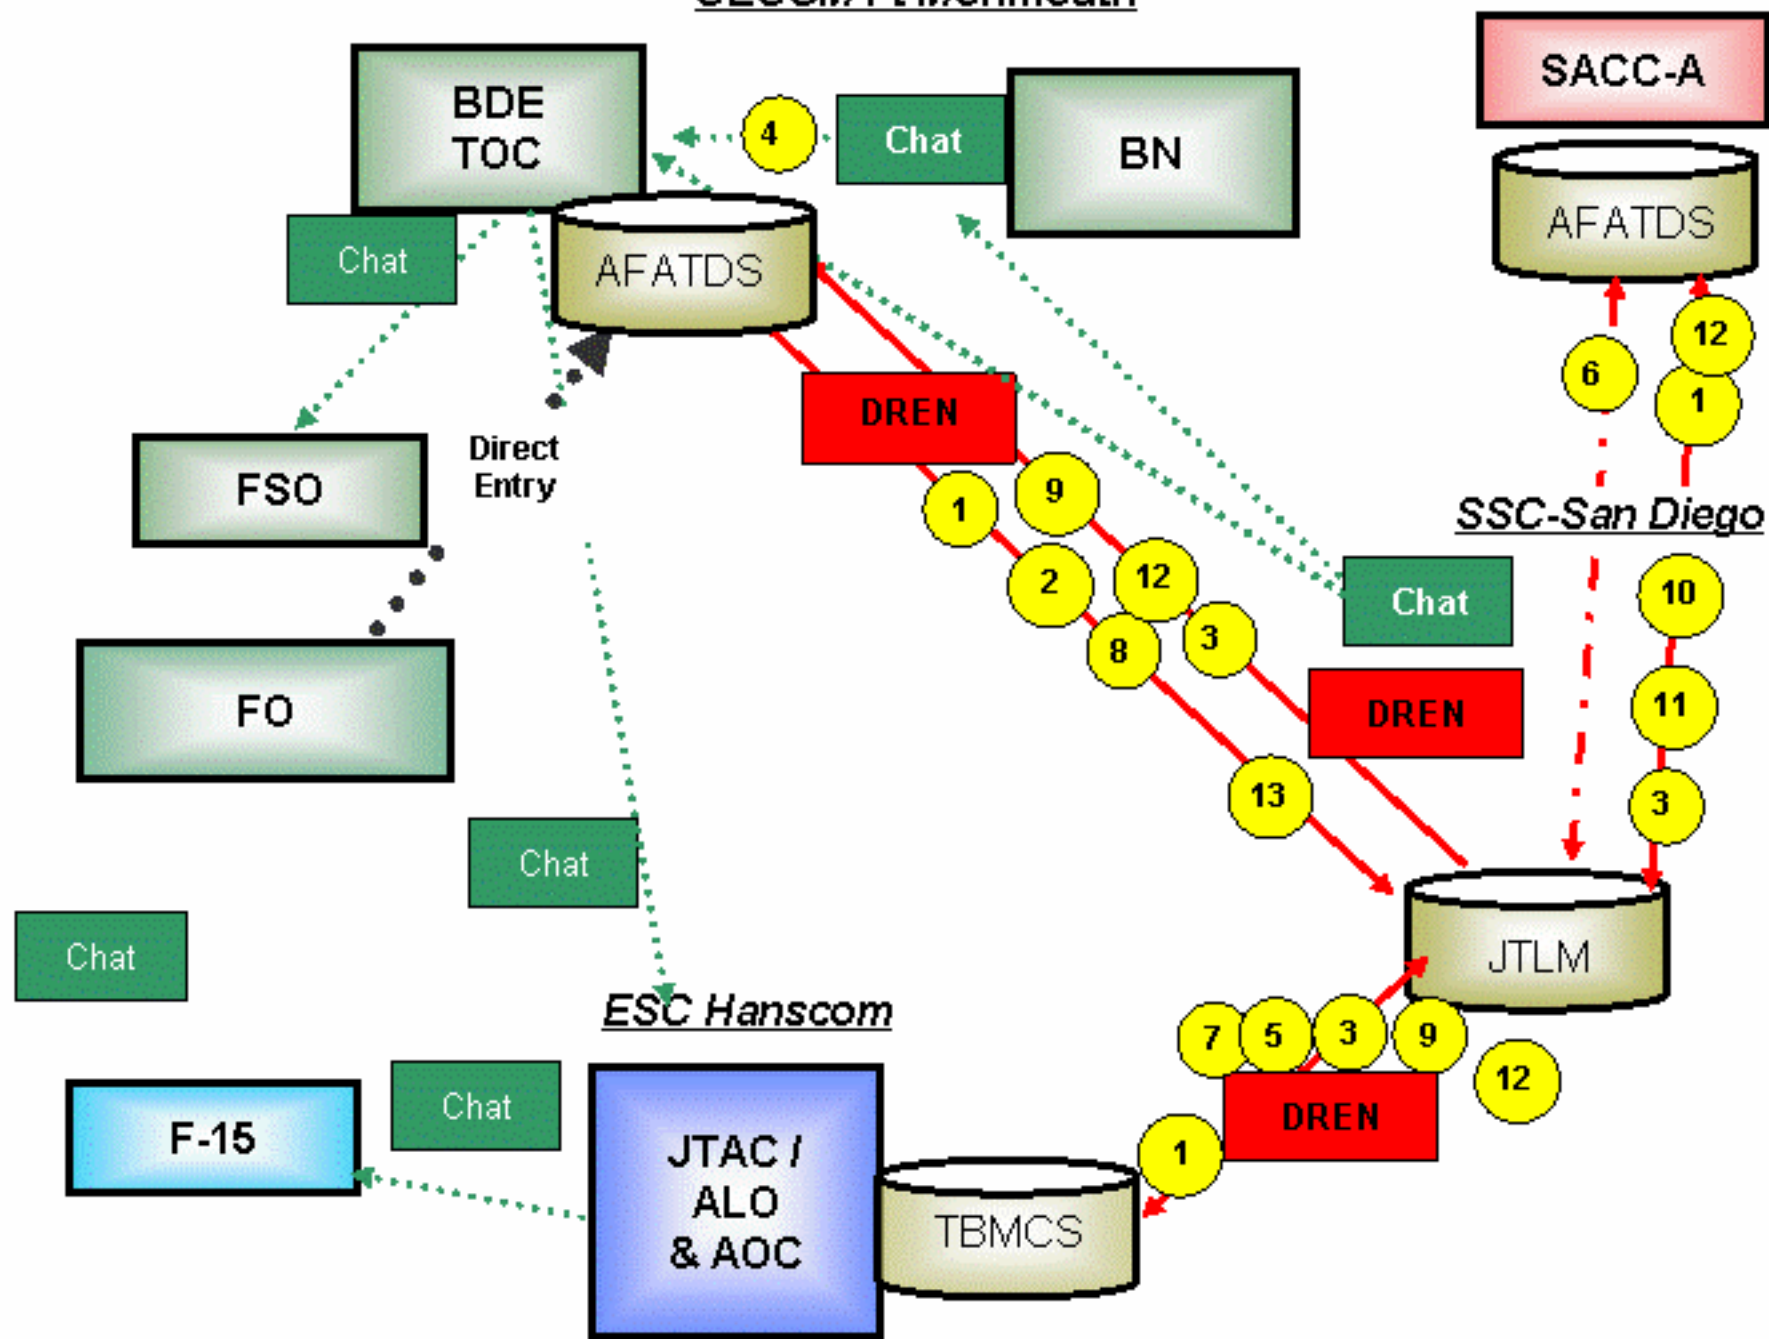 SACC-A
BDE
TOC
4
Chat
BN
AFATDS
Chat
AFATDS
12
6
1
DREN
Direct
Entry
FSO
9
1
SSC-San Diego
2
12
10
Chat
8
3
FO
11
DREN
13
3
Chat
Chat
JTLM
ESC Hanscom
7
5
3
9
12
Chat
DREN
F-15
1
JTAC /
ALO
& AOC
TBMCS